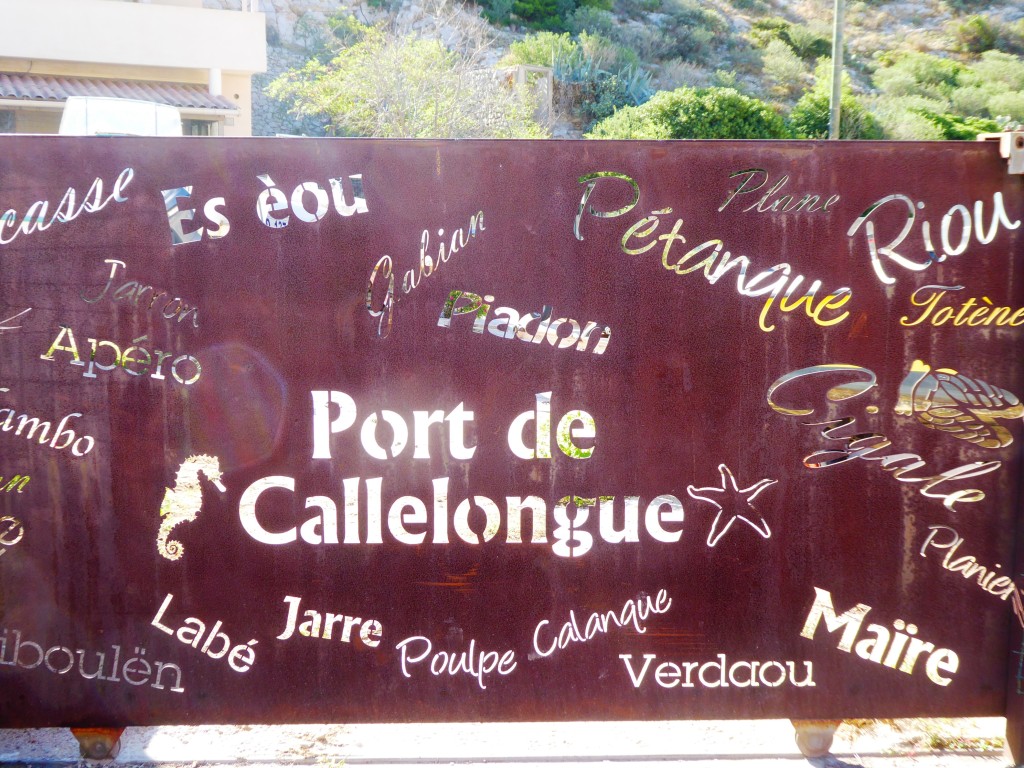 casse
Es èou
Gabian
Pétanque
Plane
Riou
Totène
Jarron
Piadon
Apéro
Cigale
Port de
Callelongue
Planier
Labé
Jarre
Poulpe
Calanque
Verdaou
Maïre
iboulën